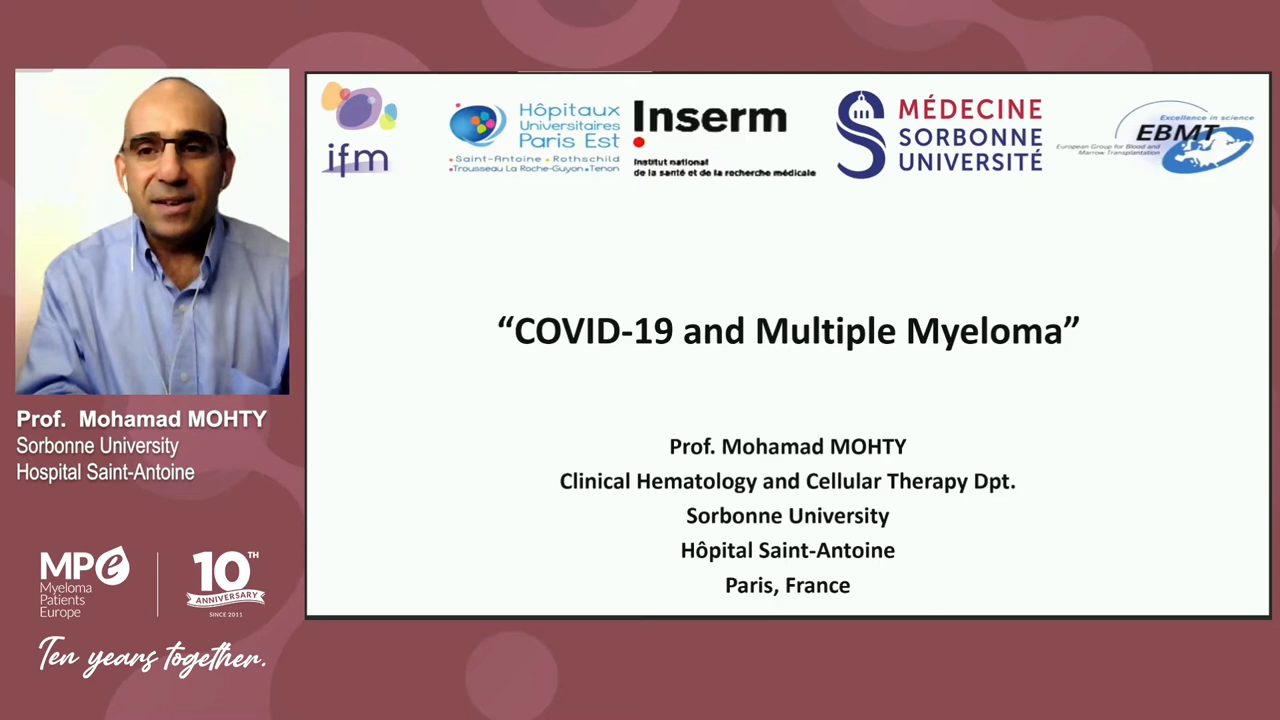 ifm
Hôpitaux
Universitaires
Paris Est
Saint-Antoine • Rothschild
Trousseau La Roche-Guyon • Tenon
Inserm
Institut national
de la santé et de la recherche médicale
MÉDECINE
SORBONNE
UNIVERSITÉ
Excellence in science
EBMT
European Group for Blood and
Marrow Transplantation
“COVID-19 and Multiple Myeloma”
Prof. Mohamad MOHTY
Clinical Hematology and Cellular Therapy Dpt.
Sorbonne University
Hôpital Saint-Antoine
Paris, France
Prof. Mohamad MOHTY
Sorbonne University
Hospital Saint-Antoine
MPe
Myeloma
Patients
Europe
10TH
ANNIVERSARY
SINCE 2011
Ten years together.